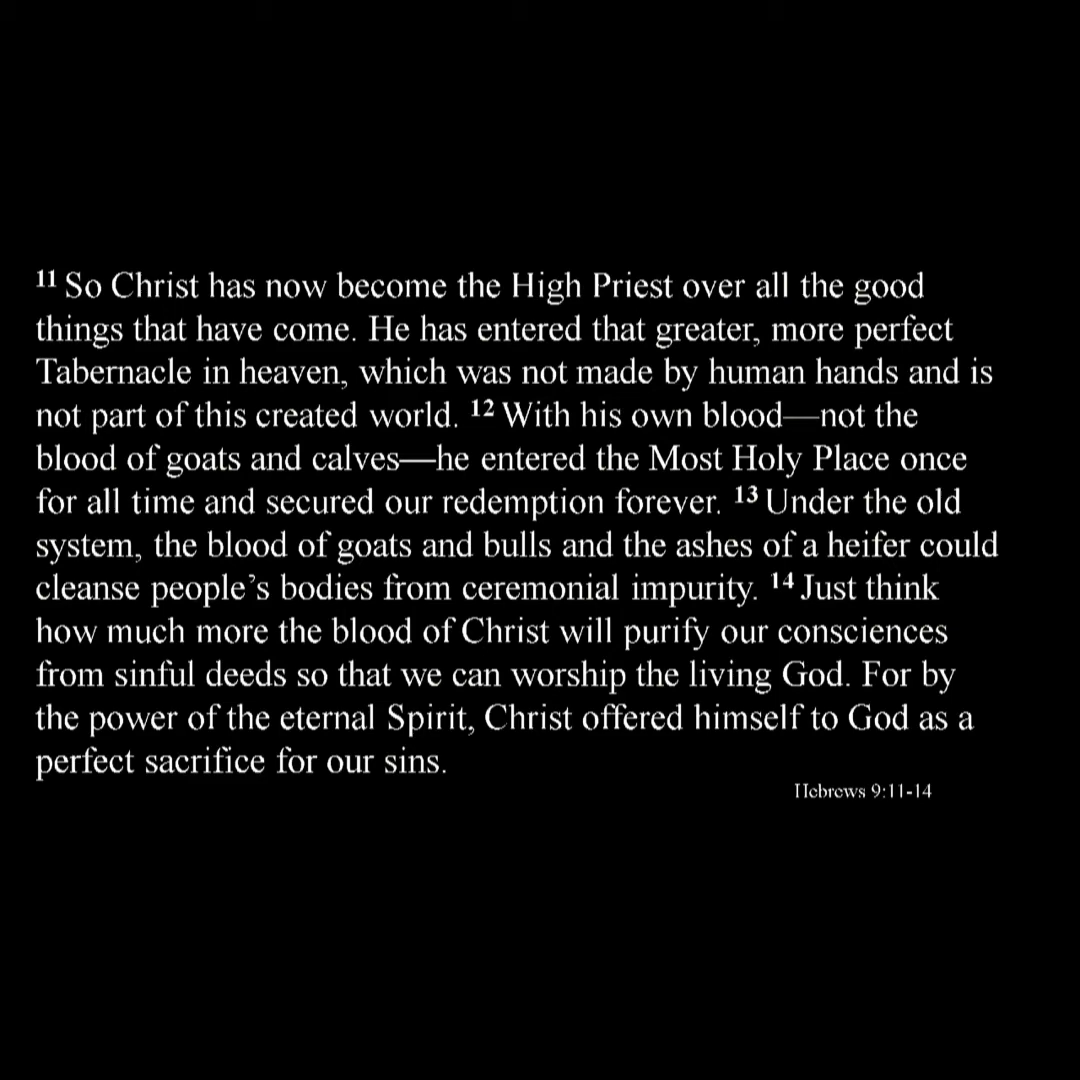 11 So Christ has now become the High Priest over all the good
things that have come. He has entered that greater, more perfect
Tabernacle in heaven, which was not made by human hands and is
not part of this created world. 12 With his own blood—not the
blood of goats and calves—he entered the Most Holy Place once
for all time and secured our redemption forever. 13 Under the old
system, the blood of goats and bulls and the ashes of a heifer could
cleanse people’s bodies from ceremonial impurity. 14 Just think
how much more the blood of Christ will purify our consciences
from sinful deeds so that we can worship the living God. For by
the power of the eternal Spirit, Christ offered himself to God as a
perfect sacrifice for our sins.
Hebrews 9:11-14